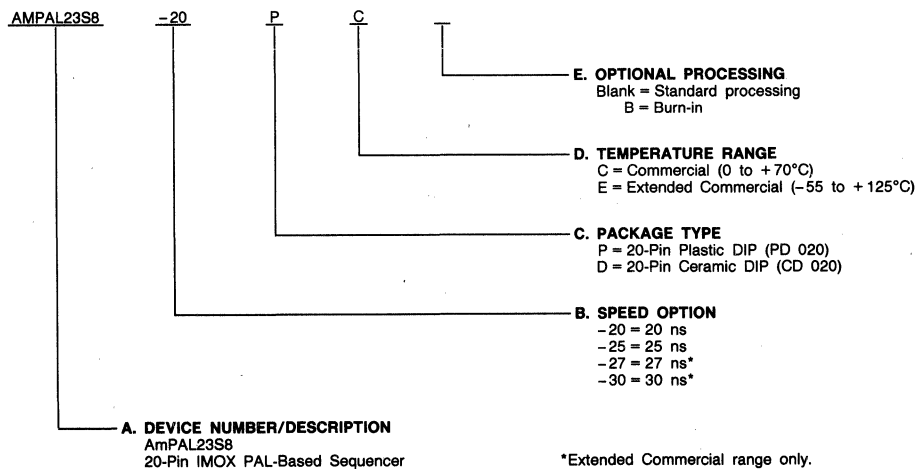 AMPAL23S8 -20 P C _
E. OPTIONAL PROCESSING
Blank = Standard processing
B = Burn-in
D. TEMPERATURE RANGE
C = Commercial (0 to +70°C)
E = Extended Commercial (-55 to +125°C)
C. PACKAGE TYPE
P = 20-Pin Plastic DIP (PD 020)
D = 20-Pin Ceramic DIP (CD 020)
B. SPEED OPTION
-20 = 20 ns
-25 = 25 ns
-27 = 27 ns*
-30 = 30 ns*
A. DEVICE NUMBER/DESCRIPTION
AmPAL23S8
20-Pin IMOX PAL-Based Sequencer
*Extended Commercial range only.